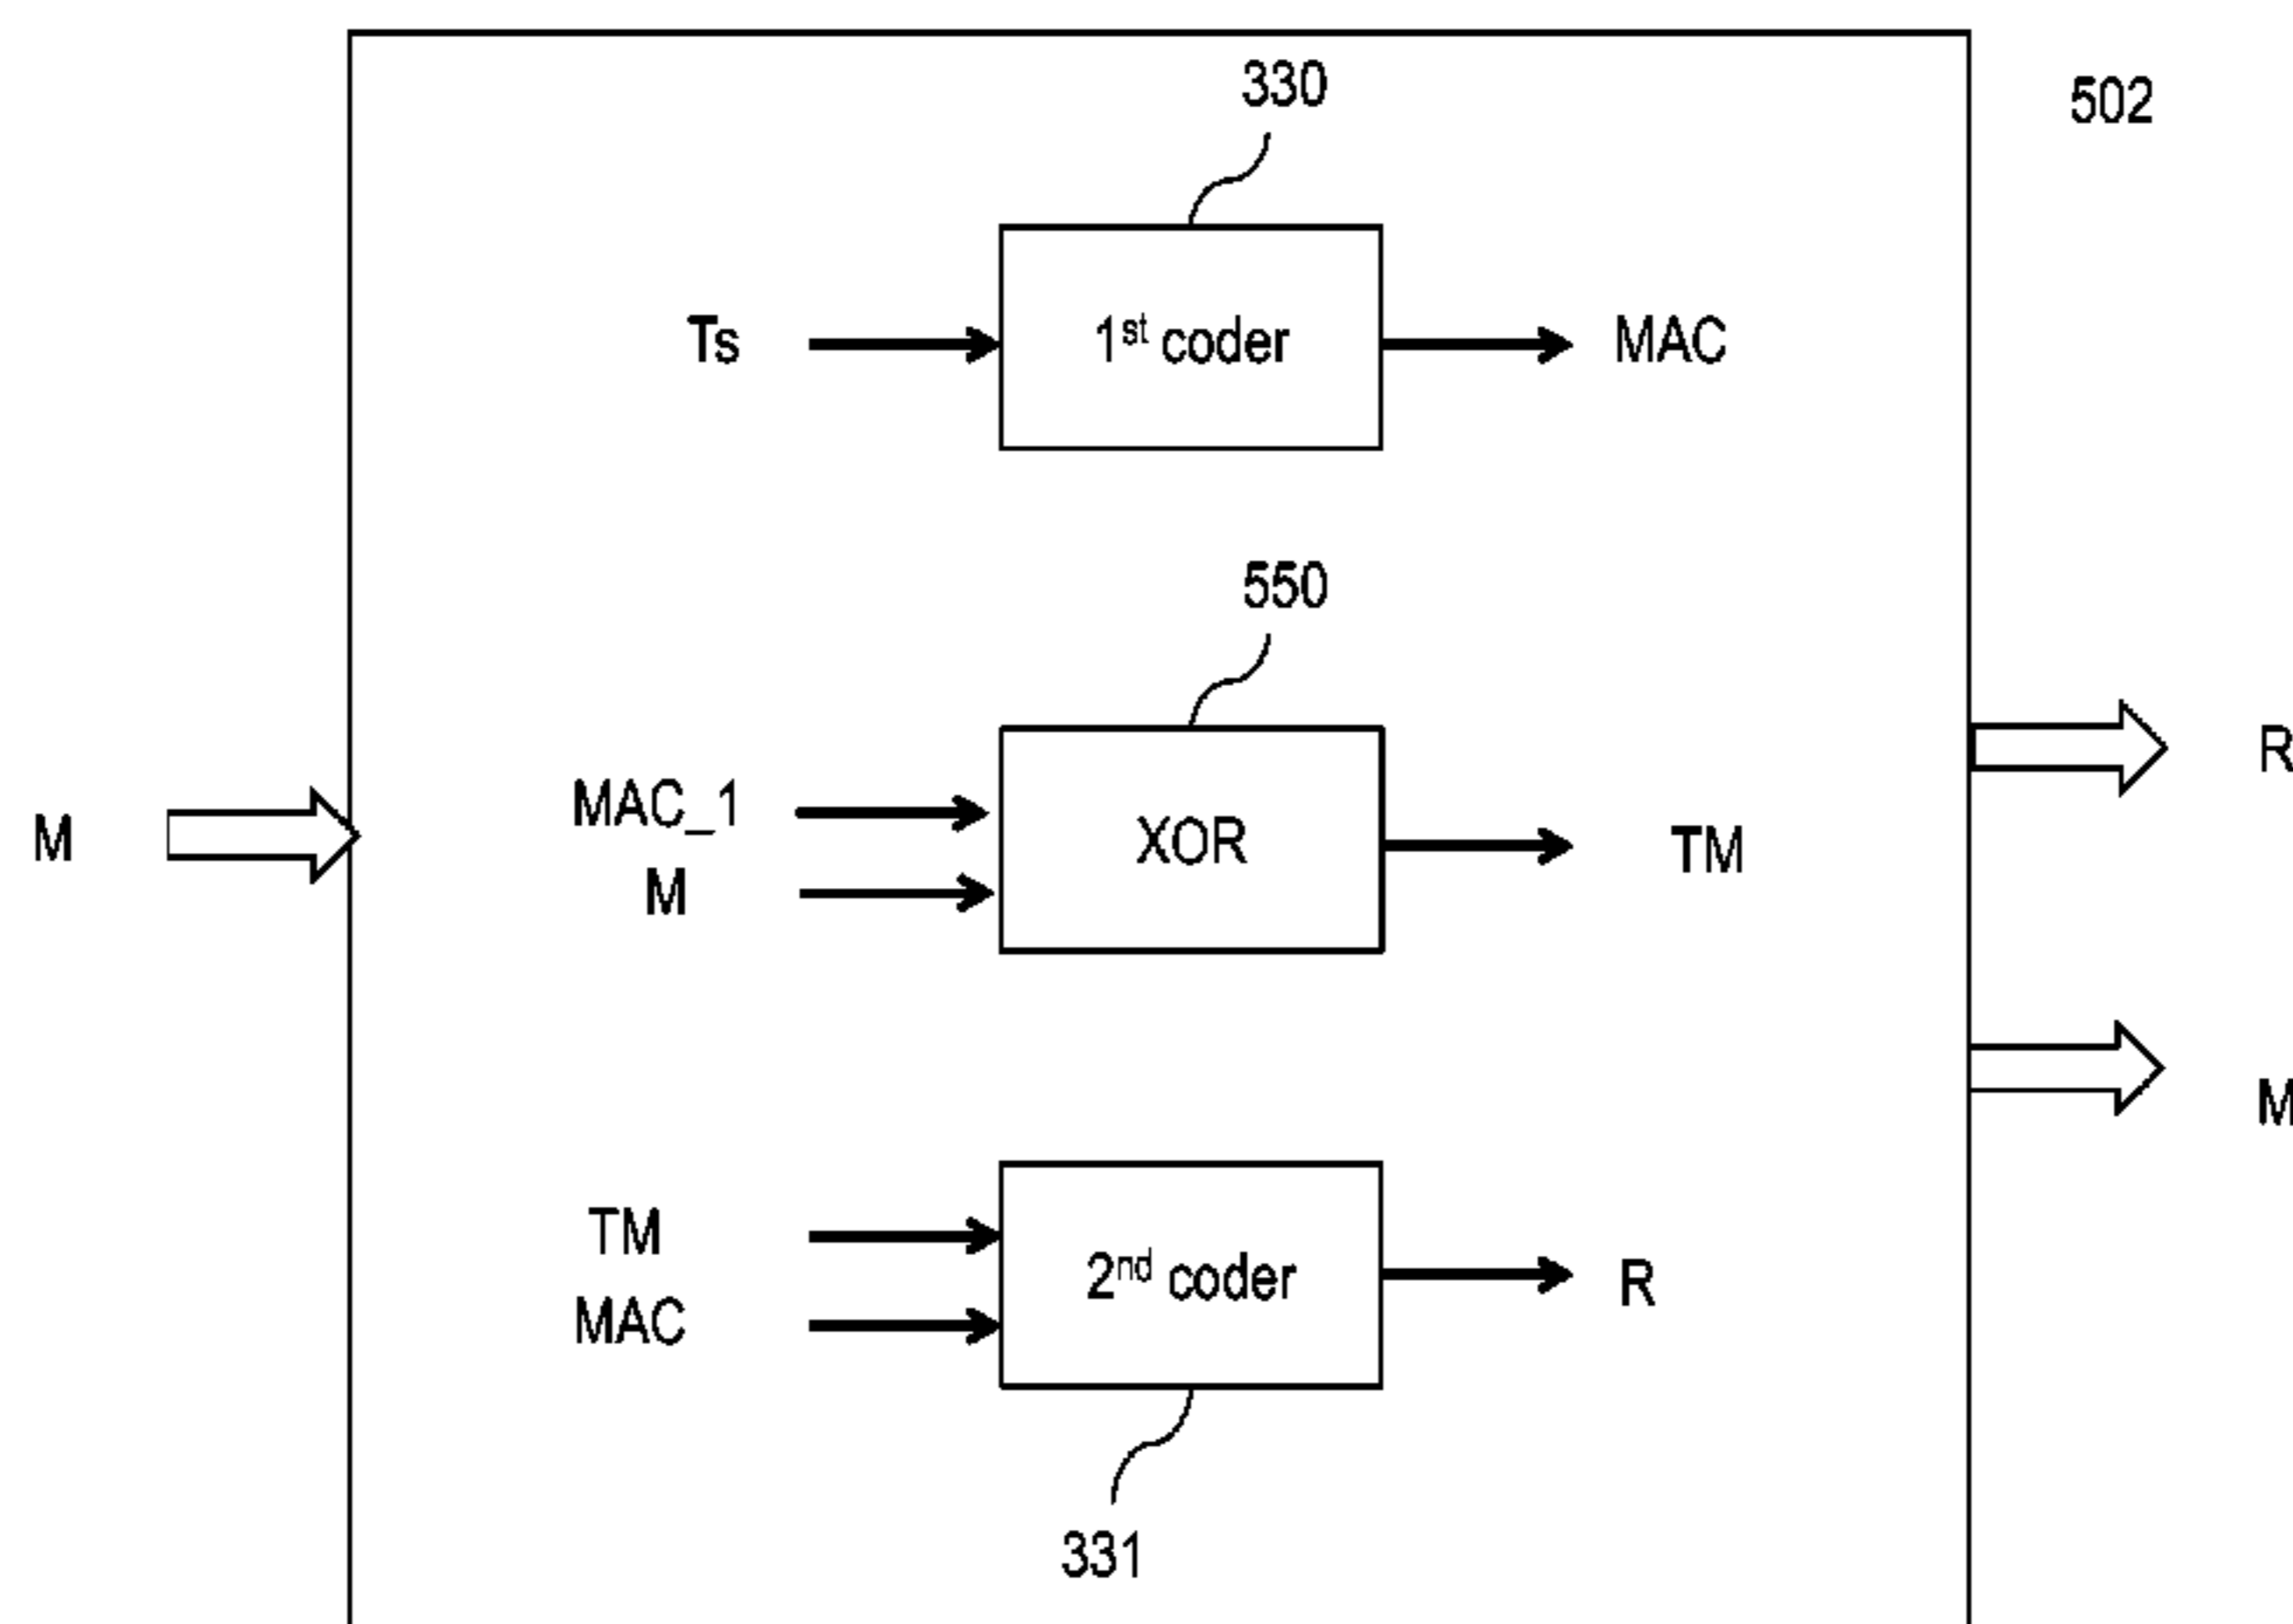 330
502
Ts
1st coder
MAC
550
MAC_1
M
XOR
TM
R
M
M
TM
MAC
2nd coder
R
331